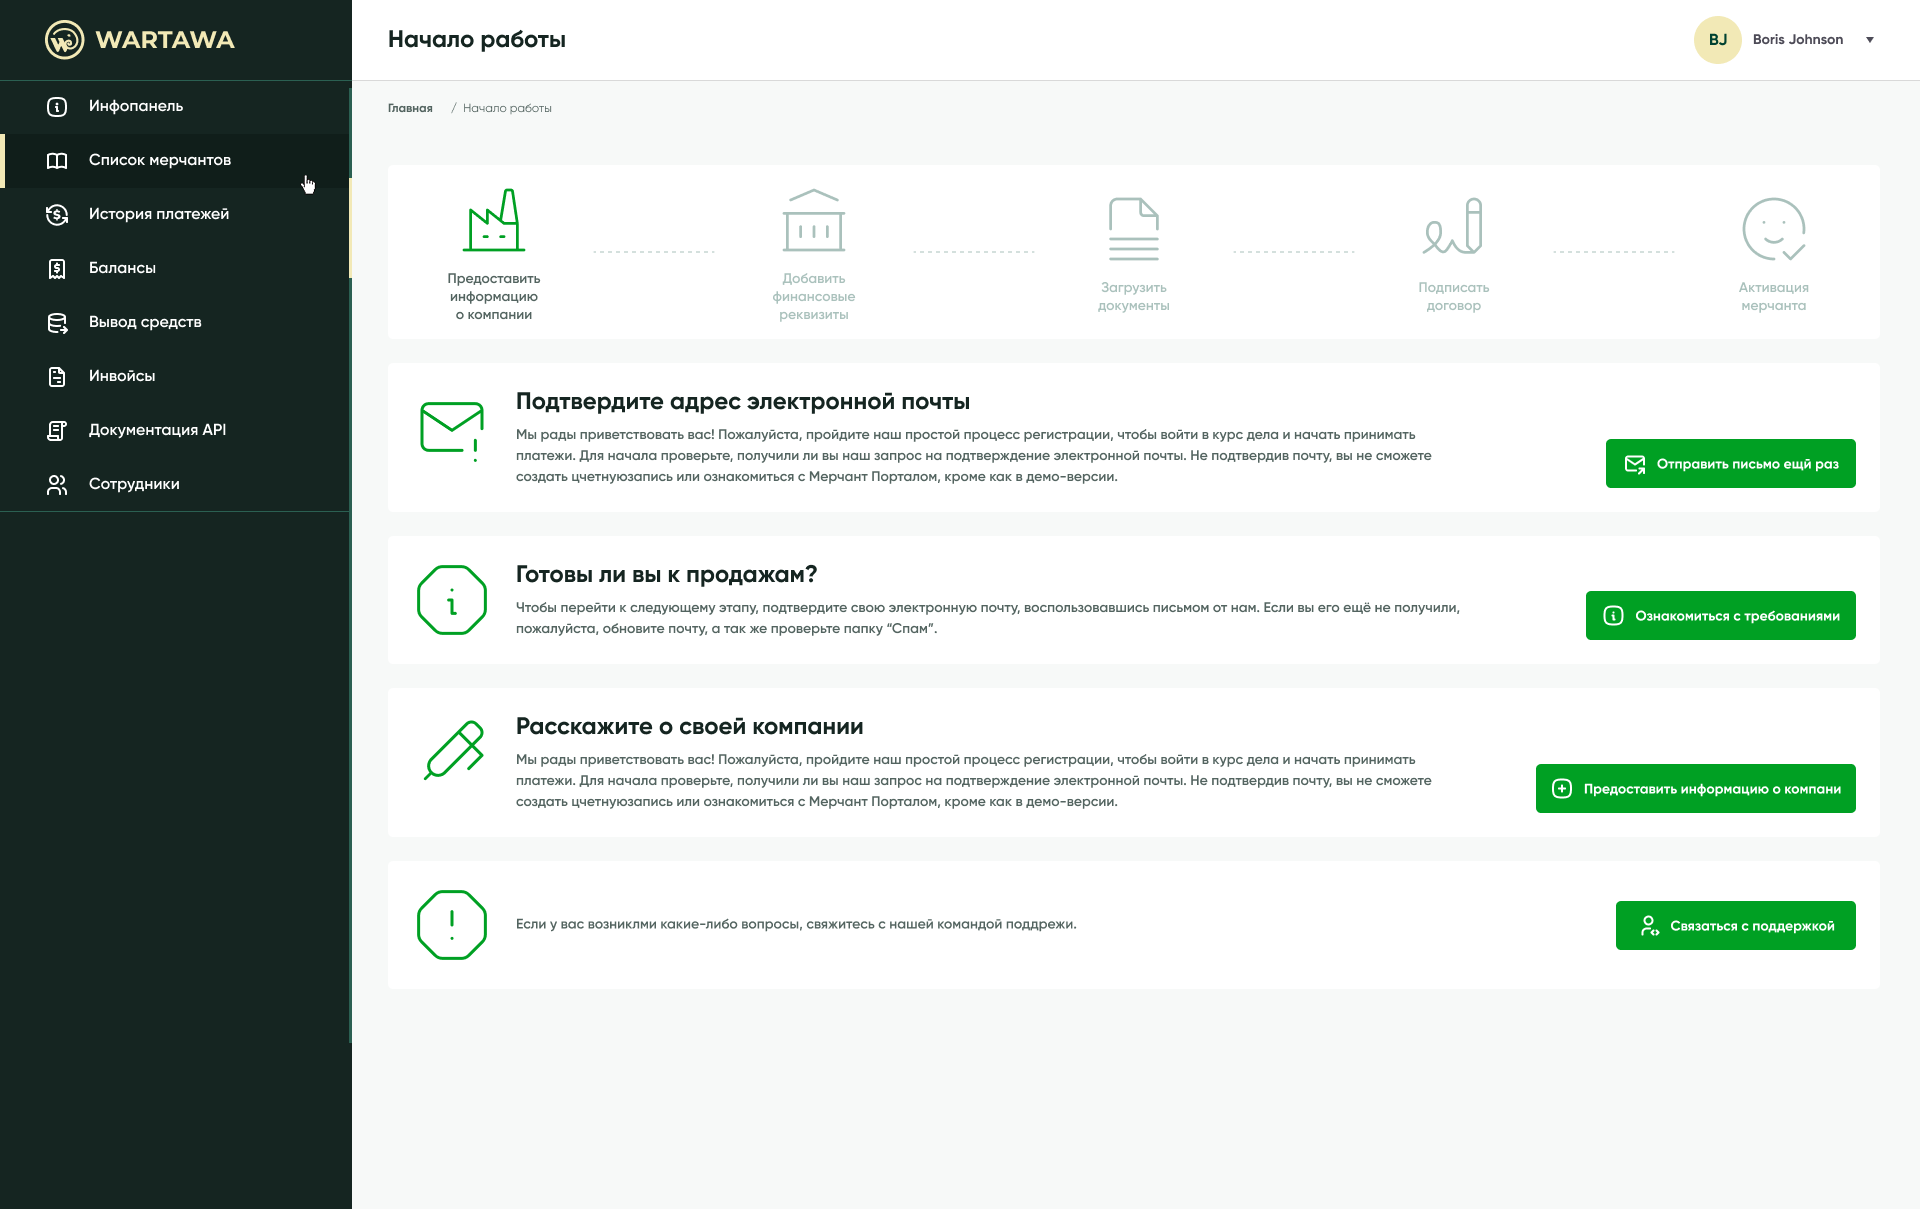 WARTAWA
Инфопанель
Список мерчантов
История платежей
Балансы
Вывод средств
Инвойсы
Документация API
Сотрудники
Начало работы
BJ
Boris Johnson
Главная / Начало работы
Предоставить
информацию
о компании
Добавить
финансовые
реквизиты
Загрузить
документы
Подписать
договор
Активация
мерчанта
Подтвердите адрес электронной почты
Мы рады приветствовать вас! Пожалуйста, пройдите наш простой процесс регистрации, чтобы войти в курс дела и начать принимать
платежи. Для начала проверьте, получили ли вы наш запрос на подтверждение электронной почты. Не подтвердив почту, вы не сможете
создать цчетнуюзапись или ознакомиться с Мерчант Порталом, кроме как в демо-версии.
Отправить письмо ещй раз
Готовы ли вы к продажам?
Чтобы перейти к следующему этапу, подтвердите свою электронную почту, воспользовавшись письмом от нам. Если вы его ещё не получили,
пожалуйста, обновите почту, а так же проверьте папку “Спам”.
Ознакомиться с требованиями
Расскажите о своей компании
Мы рады приветствовать вас! Пожалуйста, пройдите наш простой процесс регистрации, чтобы войти в курс дела и начать принимать
платежи. Для начала проверьте, получили ли вы наш запрос на подтверждение электронной почты. Не подтвердив почту, вы не сможете
создать цчетнуюзапись или ознакомиться с Мерчант Порталом, кроме как в демо-версии.
Предоставить информацию о компани
Если у вас возниклми какие-либо вопросы, свяжитесь с нашей командой поддрежи.
Связаться с поддержкой